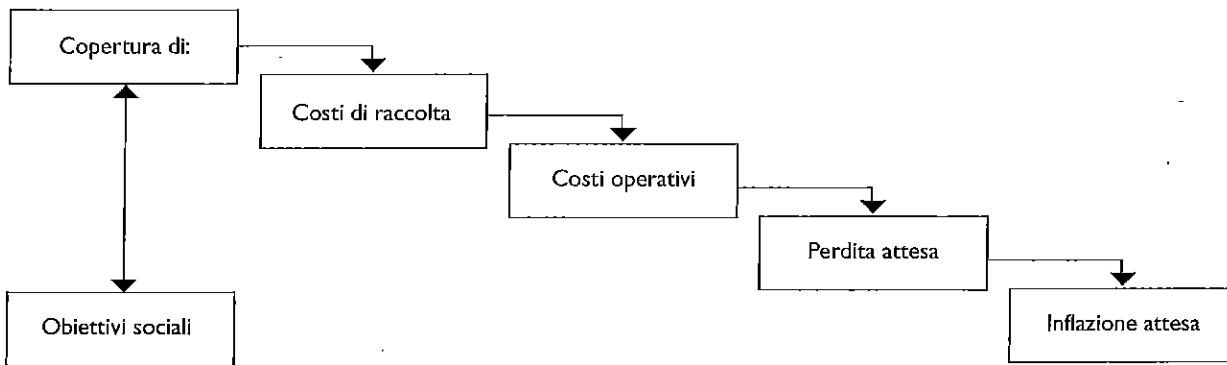 Copertura di:
Costi di raccolta
Costi operativi
Perdita attesa
Obiettivi sociali
Inflazione attesa